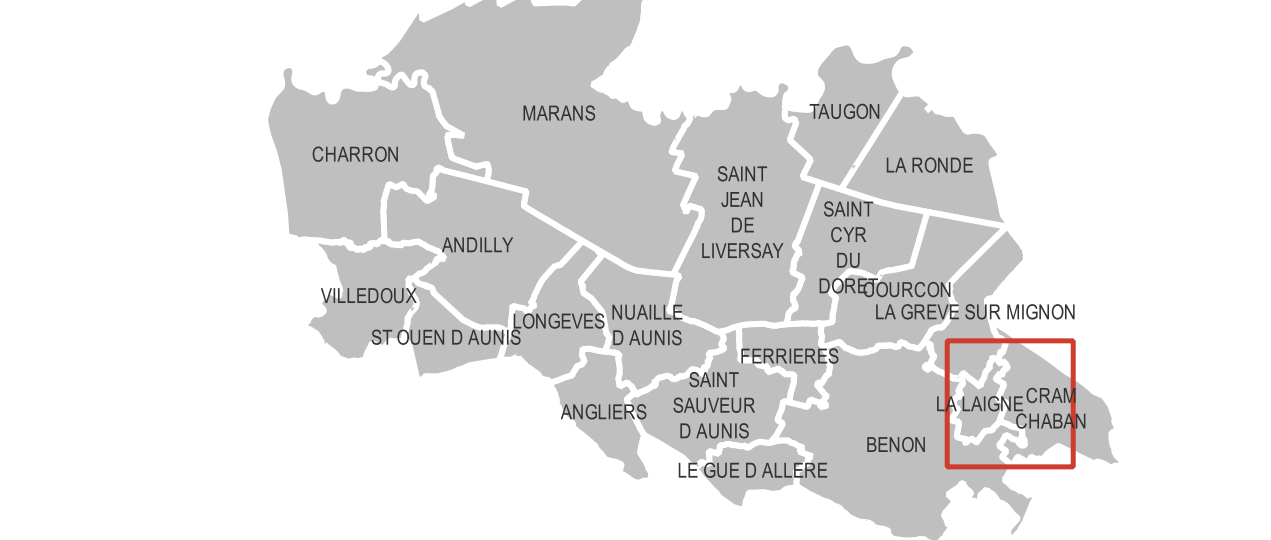 MARANS
TAUGON
CHARRON
LA RONDE
SAINT
JEAN
DE
LIVERSAY
SAINT
CYR
DU
DORET
ANDILLY
COURCON
VILLEDOUX
LA GREVE SUR MIGNON
NUAILLE
D AUNIS
LONGEVES
ST OUEN D AUNIS
FERRIERES
SAINT
SAUVEUR
D AUNIS
LA LAIGNE
CRAM
CHABAN
ANGLIERS
BENON
LE GUE D ALLERE